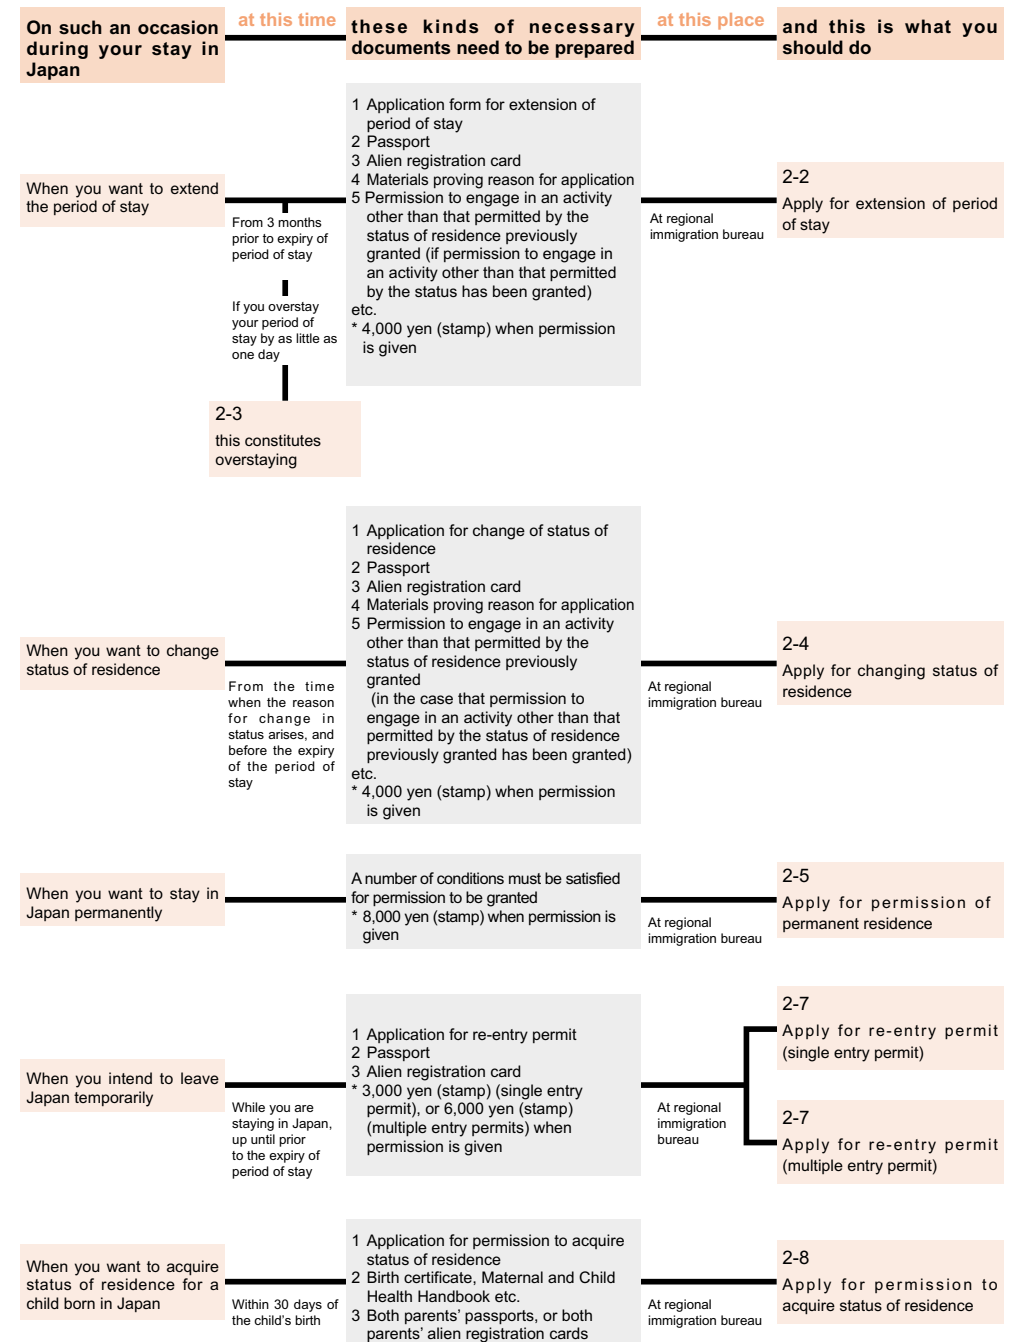 On such an occasion
during your stay in
Japan
at this time
these kinds of necessary
documents need to be prepared
at this place
and this is what you
should do
When you want to extend
the period of stay
From 3 months
prior to expiry of
period of stay
If you overstay
your period of
stay by as little as
one day
2-3
this constitutes
overstaying
1 Application form for extension of
period of stay
2 Passport
3 Alien registration card
4 Materials proving reason for application
5 Permission to engage in an activity
other than that permitted by the
status of residence previously
granted (if permission to engage in
an activity other than that permitted
by the status has been granted)
etc.
* 4,000 yen (stamp) when permission
is given
At regional
immigration bureau
2-2
Apply for extension of period
of stay
When you want to change
status of residence
From the time
when the reason
for change in
status arises, and
before the expiry
of the period of
stay
1 Application for change of status of
residence
2 Passport
3 Alien registration card
4 Materials proving reason for application
5 Permission to engage in an activity
other than that permitted by the
status of residence previously
granted
(in the case that permission to
engage in an activity other than that
permitted by the status of residence
previously granted has been granted)
etc.
* 4,000 yen (stamp) when permission
is given
At regional
immigration bureau
2-4
Apply for changing status of
residence
When you want to stay in
Japan permanently
A number of conditions must be satisfied
for permission to be granted
* 8,000 yen (stamp) when permission is
given
At regional
immigration bureau
2-5
Apply for permission of
permanent residence
When you intend to leave
Japan temporarily
While you are
staying in Japan,
up until prior
to the expiry of
period of stay
1 Application for re-entry permit
2 Passport
3 Alien registration card
* 3,000 yen (stamp) (single entry
permit), or 6,000 yen (stamp)
(multiple entry permits) when
permission is given
At regional
immigration
bureau
2-7
Apply for re-entry permit
(single entry permit)
2-7
Apply for re-entry permit
(multiple entry permit)
When you want to acquire
status of residence for a
child born in Japan
Within 30 days of
the child's birth
1 Application for permission to acquire
status of residence
2 Birth certificate, Maternal and Child
Health Handbook etc.
3 Both parents' passports, or both
parents' alien registration cards
At regional
immigration bureau
2-8
Apply for permission to
acquire status of residence